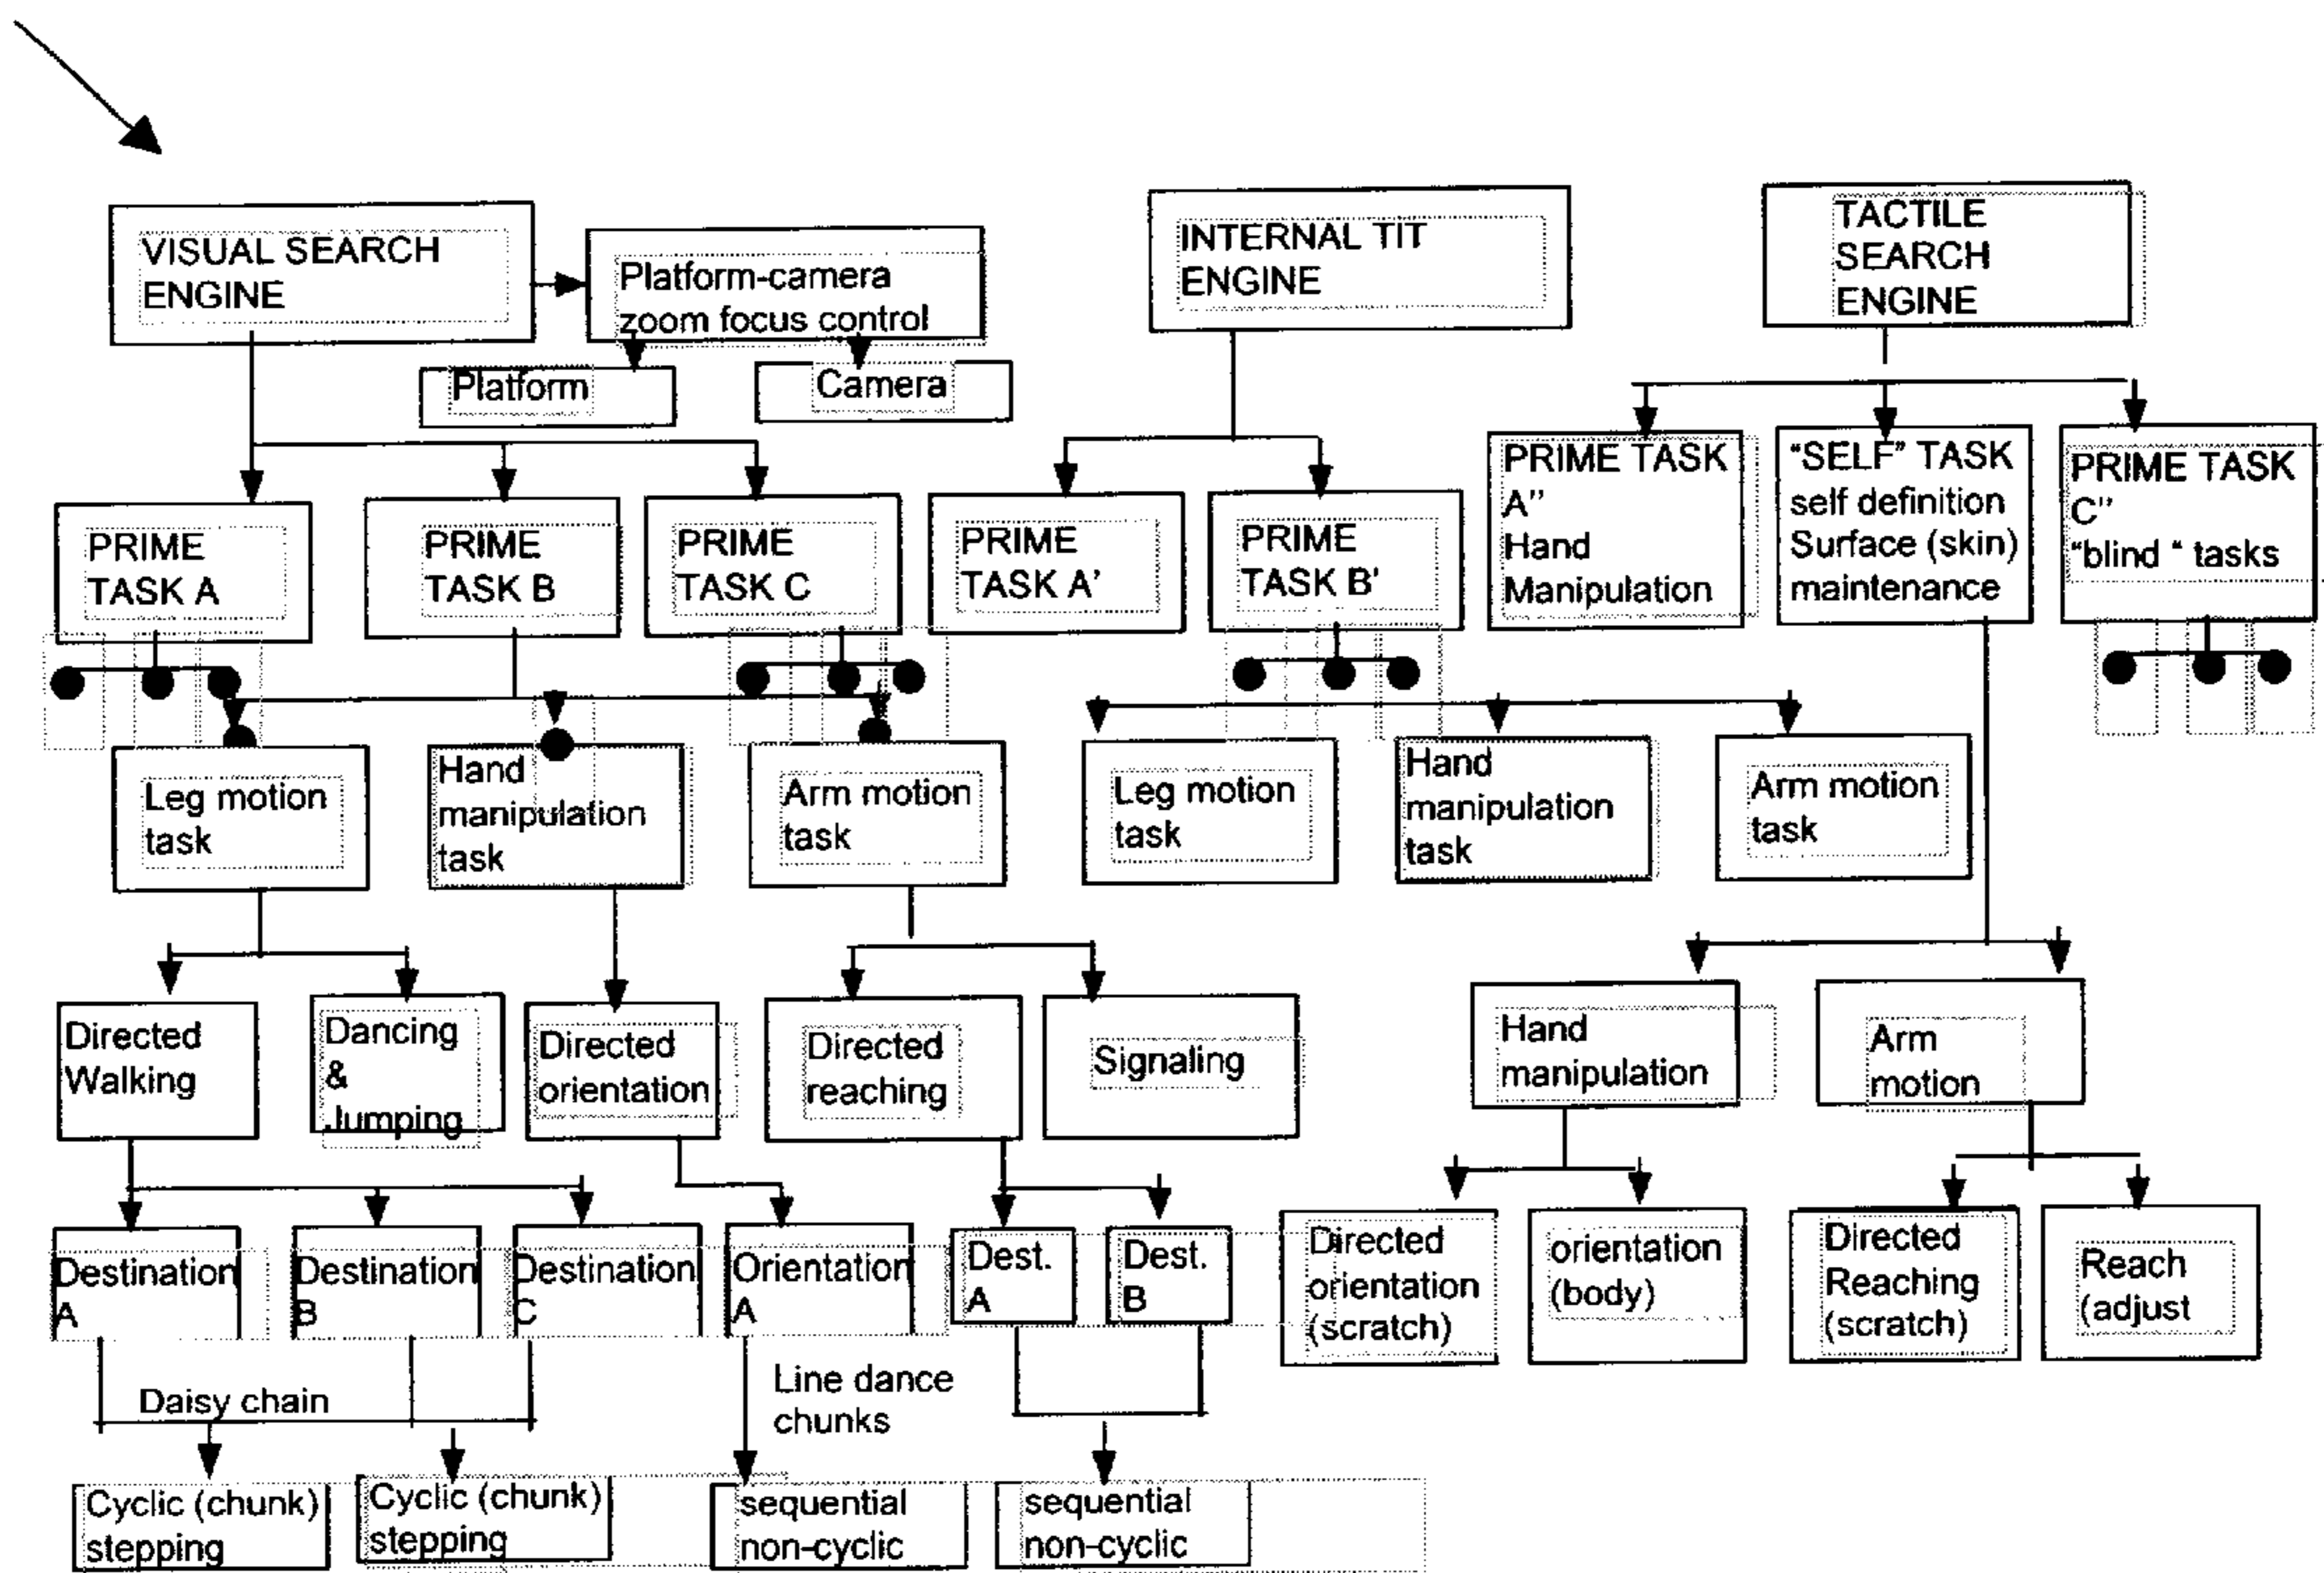 VISUAL SEARCH
ENGINE
Platform-camera
zoom focus control
Platform
Camera
INTERNAL TIT
ENGINE
TACTILE
SEARCH
ENGINE
PRIME
TASK A
PRIME
TASK B
PRIME
TASK C
PRIME
TASK A'
PRIME
TASK B'
PRIME TASK
A"
Hand
Manipulation
"SELF" TASK
self definition
Surface (skin)
maintenance
PRIME TASK
C"
"blind " tasks
Leg motion
task
Hand
manipulation
task
Arm motion
task
Leg motion
task
Hand
manipulation
task
Arm motion
task
Directed
Walking
Dancing
&
Jumping
Directed
orientation
Directed
reaching
Signaling
Hand
manipulation
Arm
motion
Destination
A
Destination
B
Destination
C
Orientation
A
Dest.
A
Dest.
B
Directed
orientation
(scratch)
orientation
(body)
Directed
Reaching
(scratch)
Reach
(adjust
Daisy chain
Line dance
chunks
Cyclic (chunk)
stepping
Cyclic (chunk)
stepping
sequential
non-cyclic
sequential
non-cyclic